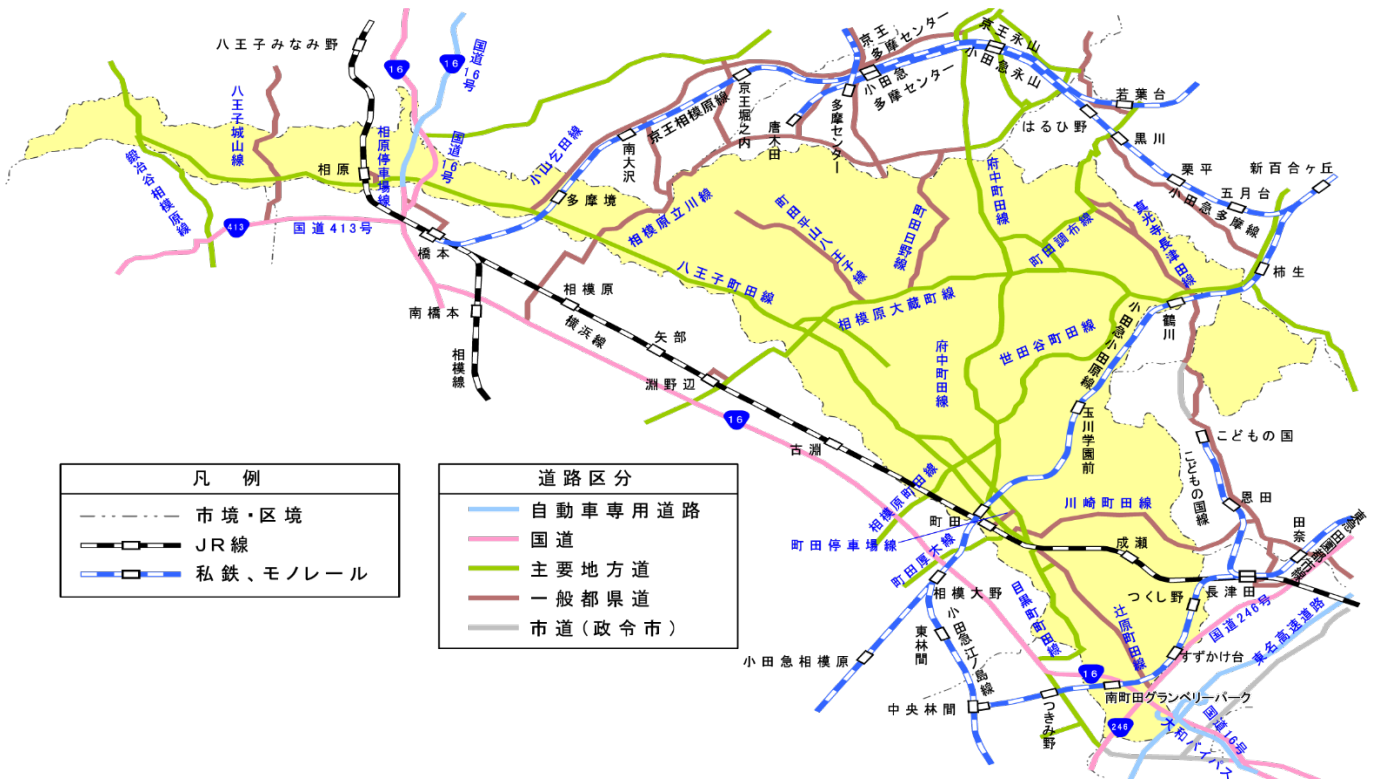 八王子みなみ野
16
16
国道16号
京王
多摩センター
小田急
多摩センター
京王永山
小田急永山
若葉台
はるひ野
黒川
栗平
新百合ヶ丘
五月台
小田急多摩線
柿生
八王子城山線
鍛冶谷相模原線
相原
相原停車場線
国道16号
小山乙田線
南大沢
京王相模原線
京王堀之内
唐木田
多摩センター
多摩境
413
国道413号
橋本
相模原立川線
町田平山八王子線
町田日野線
府中町田線
町田調布線
真光寺長津田線
八王子町田線
相模原大蔵町線
南橋本
相模線
相模原
横浜線
矢部
淵野辺
16
古淵
府中町田線
世田谷町田線
小田急小田原線
鶴川
玉川学園前
こどもの国
こどもの国線
恩田
田奈
東急田園都市線
凡例
市境・区境
JR線
私鉄、モノレール
道路区分
自動車専用道路
国道
主要地方道
一般都県道
市道(政令市)
相模原町田線
町田
町田停車場線
町田厚木線
川崎町田線
成瀬
長津田
つくし野
相模大野
東林間
小田急江ノ島線
小田急相模原
中央林間
目黒町町田線
辻原町田線
国道246号
東名高速道路
すずかけ台
16
南町田グランベリーパーク
つきみ野
246
国道16号
大和バイパス